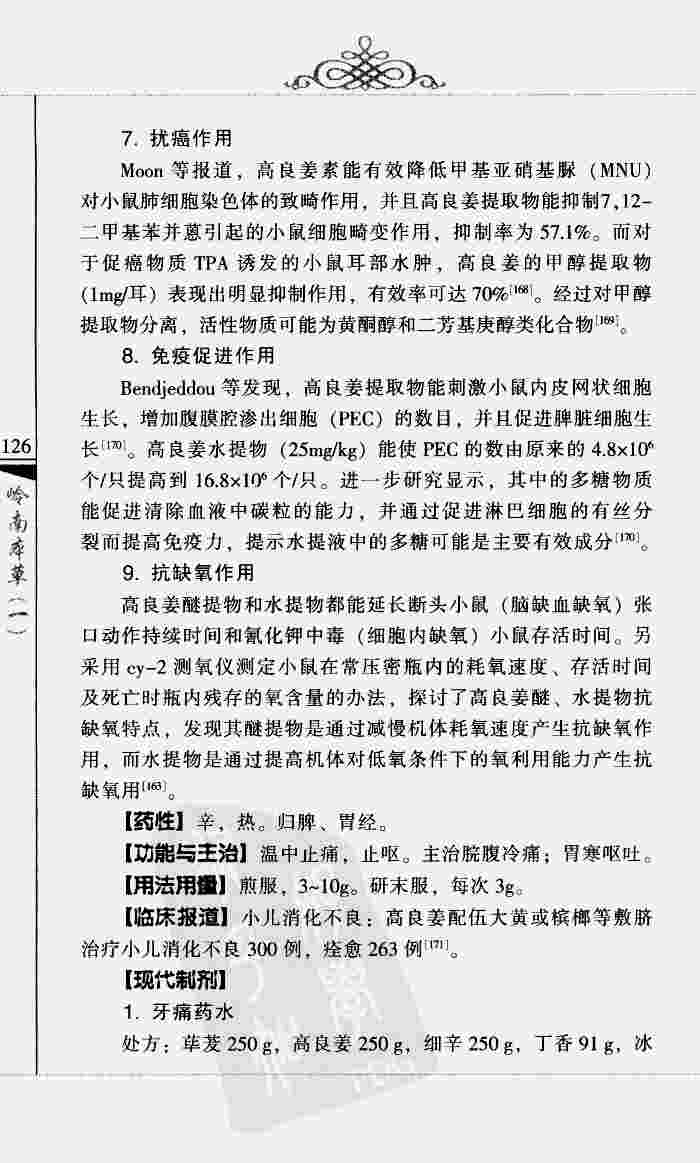 7. 扰癌作用
Moon 等报道，高良姜素能有效降低甲基亚硝基脲（MNU）
对小鼠肺细胞染色体的致畸作用，并且高良姜提取物能抑制7,12-
二甲基苯并蒽引起的小鼠细胞畸变作用，抑制率为 57.1%。而对
于促癌物质 TPA 诱发的小鼠耳部水肿，高良姜的甲醇提取物
(1mg/耳）表现出明显抑制作用，有效率可达 70%[168]。经过对甲醇
提取物分离，活性物质可能为黄酮醇和二芳基庚醇类化合物[169]。
8. 免疫促进作用
Bendjeddou 等发现，高良姜提取物能刺激小鼠内皮网状细胞
生长，增加腹膜腔渗出细胞（PEC）的数目，并且促进脾脏细胞生
长[170]。高良姜水提物（25mg/kg）能使 PEC 的数由原来的 4.8×10⁶
个/只提高到 16.8×10⁶ 个/只。进一步研究显示，其中的多糖物质
能促进清除血液中碳粒的能力，并通过促进淋巴细胞的有丝分
裂而提高免疫力，提示水提液中的多糖可能是主要有效成分[170]。
9. 抗缺氧作用
高良姜醚提物和水提物都能延长断头小鼠（脑缺血缺氧）张
口动作持续时间和氰化钾中毒（细胞内缺氧）小鼠存活时间。另
采用 cy-2 测氧仪测定小鼠在常压密瓶内的耗氧速度、存活时间
及死亡时瓶内残存的氧含量的办法，探讨了高良姜醚、水提物抗
缺氧特点，发现其醚提物是通过减慢机体耗氧速度产生抗缺氧作
用，而水提物是通过提高机体对低氧条件下的氧利用能力产生抗
缺氧用[163]。
【药性】辛，热。归脾、胃经。
【功能与主治】温中止痛，止呕。主治脘腹冷痛；胃寒呕吐。
【用法用量】煎服，3~10g。研末服，每次 3g。
【临床报道】小儿消化不良：高良姜配伍大黄或槟榔等敷脐
治疗小儿消化不良 300 例，痊愈 263 例[171]。
【现代制剂】
1. 牙痛药水
处方：荜茇 250 g，高良姜 250 g，细辛 250 g，丁香 91 g，冰
126
岭南本草（一）